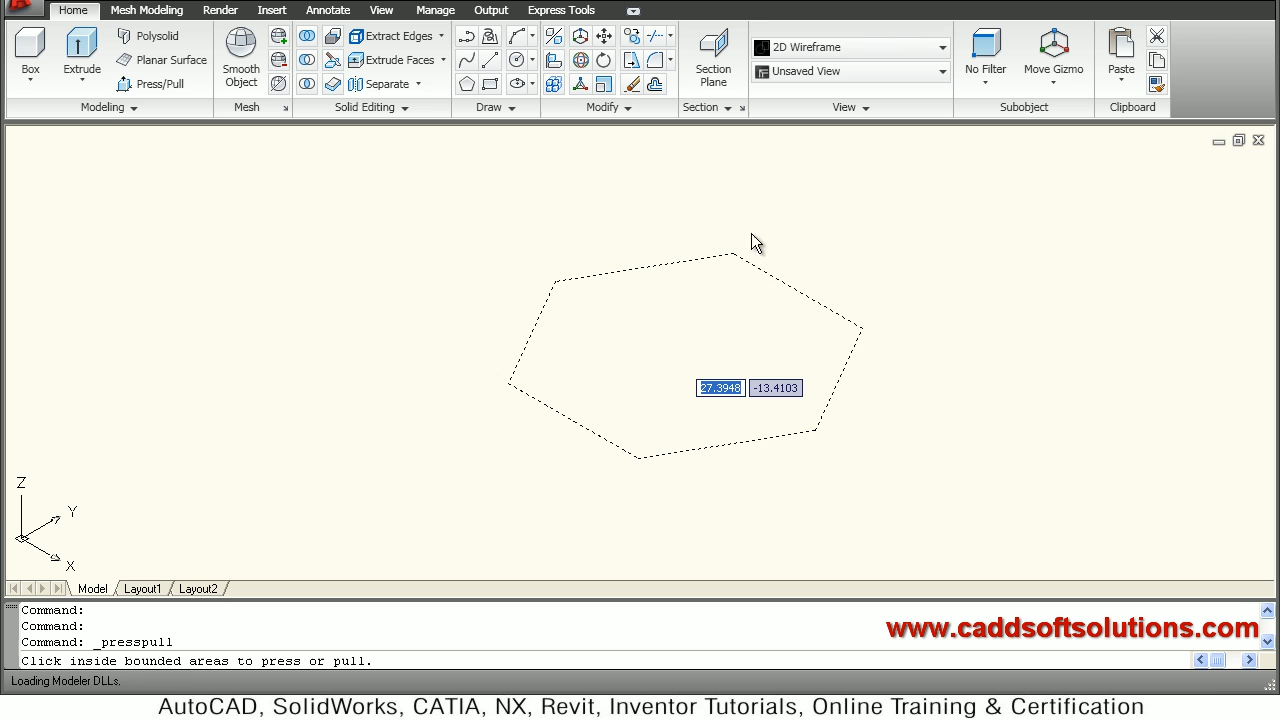 Home Mesh Modeling Render Insert Annotate View Manage Output Express Tools
Box Extrude Polysolid Planar Surface Press/Pull
Smooth Object
Extract Edges
Extrude Faces
Separate
Section Plane
2D Wireframe
Unsaved View
No Filter Move Gizmo Paste
Modeling Mesh Solid Editing Draw Modify Section View Subobject Clipboard
27.3948 -13.4103
Z
Y
X
Model Layout1 Layout2
Command:
Command:
Command: _presspull
Click inside bounded areas to press or pull.
www.caddsoftsolutions.com
Loading Modeler DLLs.
AutoCAD, SolidWorks, CATIA, NX, Revit, Inventor Tutorials, Online Training & Certification